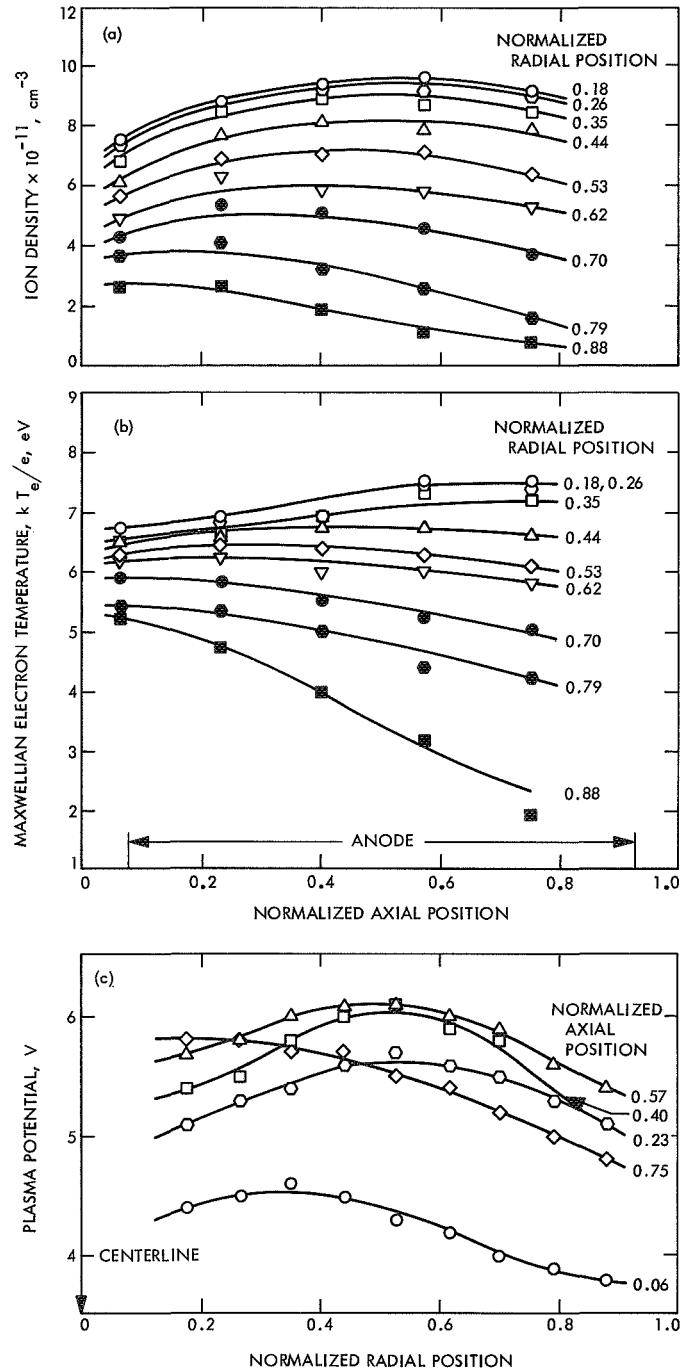 (a)
12
10
8
6
4
2
0
ION DENSITY × 10⁻¹¹, cm⁻³
NORMALIZED
RADIAL POSITION
0.18
0.26
0.35
0.44
0.53
0.62
0.70
0.79
0.88
(b)
9
8
7
6
5
4
3
2
1
MAXWELLIAN ELECTRON TEMPERATURE, kTₑ/e, eV
NORMALIZED
RADIAL POSITION
0.18,0.26
0.35
0.44
0.53
0.62
0.70
0.79
0.88
ANODE
0 0.2 0.4 0.6 0.8 1.0
NORMALIZED AXIAL POSITION
(c)
6
5
4
PLASMA POTENTIAL, V
NORMALIZED
AXIAL
POSITION
0.57
0.40
0.23
0.75
0.06
CENTERLINE
0 0.2 0.4 0.6 0.8 1.0
NORMALIZED RADIAL POSITION